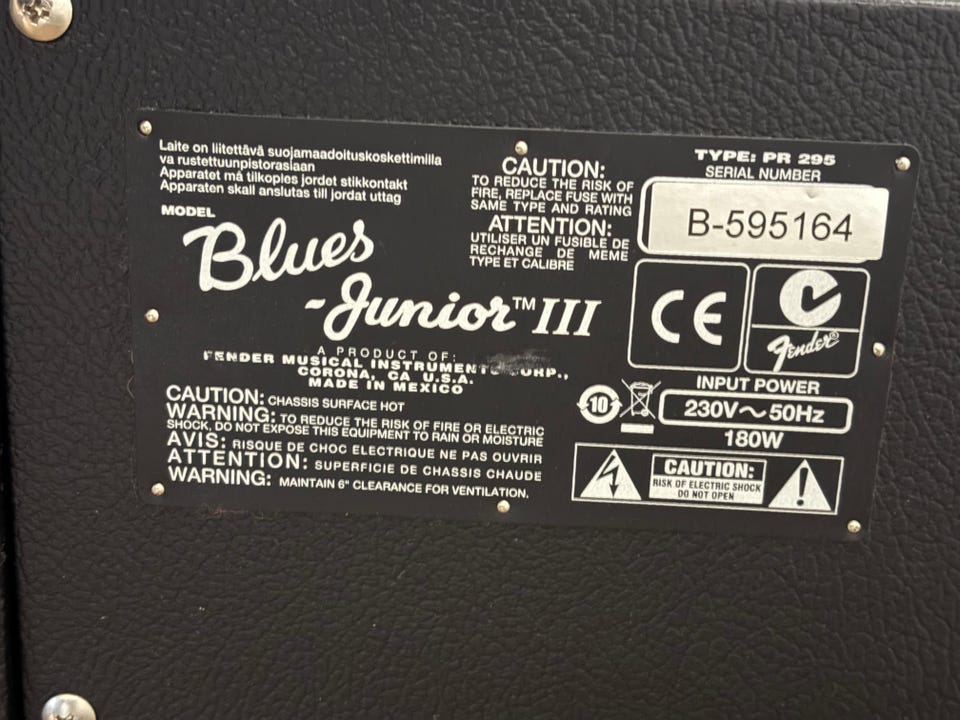 Laite on liitettävä suojamaadoituskoskettimilla
va rustettuunpistorasiaan
Apparatet må tilkoples jordet stikkontakt
Apparaten skall anslutas till jordat uttag
MODEL
Blues
Junior™ III
A PRODUCT OF:
FENDER MUSICAL INSTRUMENTS CORP.,
CORONA, CA U.S.A.
MADE IN MEXICO
CAUTION: CHASSIS SURFACE HOT
WARNING: TO REDUCE THE RISK OF FIRE OR ELECTRIC
SHOCK, DO NOT EXPOSE THIS EQUIPMENT TO RAIN OR MOISTURE
AVIS: RISQUE DE CHOC ELECTRIQUE NE PAS OUVRIR
ATTENTION: SUPERFICIE DE CHASSIS CHAUDE
WARNING: MAINTAIN 6" CLEARANCE FOR VENTILATION.
CAUTION:
TO REDUCE THE RISK OF
FIRE, REPLACE FUSE WITH
SAME TYPE AND RATING
ATTENTION:
UTILISER UN FUSIBLE DE
RECHANGE DE MEME
TYPE ET CALIBRE
TYPE: PR 295
SERIAL NUMBER
B-595164
CE
Fender®
10
INPUT POWER
230V~50Hz
180W
CAUTION:
RISK OF ELECTRIC SHOCK
DO NOT OPEN